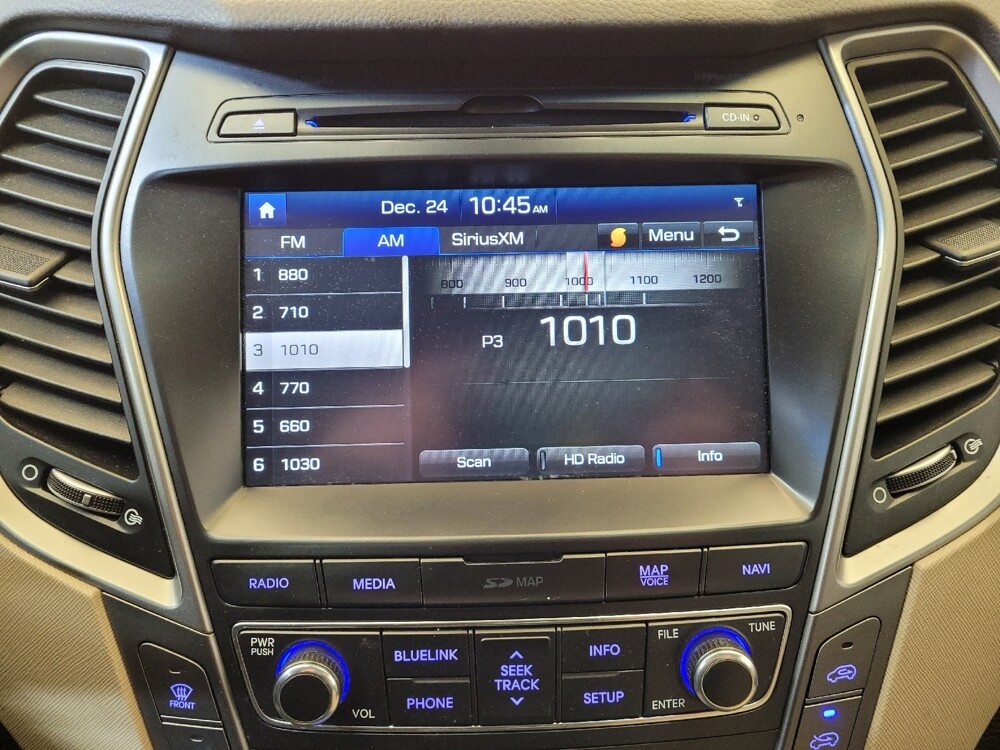 CD-IN
Dec. 24 10:45 AM
FM AM SiriusXM Menu
1 880
2 710
3 1010
4 770
5 660
6 1030
800 900 1000 1100 1200
P3 1010
Scan HD Radio Info
RADIO MEDIA SD MAP MAP VOICE NAVI
PWR PUSH
VOL
BLUELINK
PHONE
SEEK
TRACK
INFO
SETUP
FILE
TUNE
ENTER
FRONT